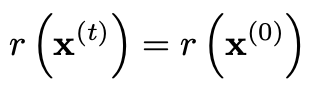 r(𝐱^{(t)}) = r(𝐱^{(0)})